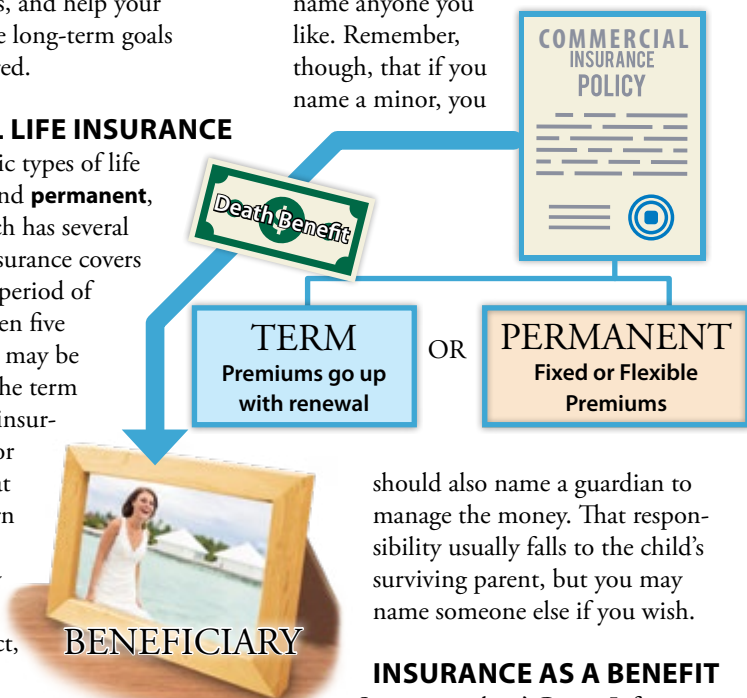 s, and help your
e long-term goals
red.
L LIFE INSURANCE
ic types of life
nd permanent,
ch has several
surance covers
period of
en five
may be
he term
insur-
or
at
rn
ct,
name anyone you
like. Remember,
though, that if you
name a minor, you
COMMERCIAL
INSURANCE
POLICY
Death Benefit
TERM
Premiums go up
with renewal
OR
PERMANENT
Fixed or Flexible
Premiums
BENEFICIARY
should also name a guardian to
manage the money. That respon-
sibility usually falls to the child's
surviving parent, but you may
name someone else if you wish.
INSURANCE AS A BENEFIT